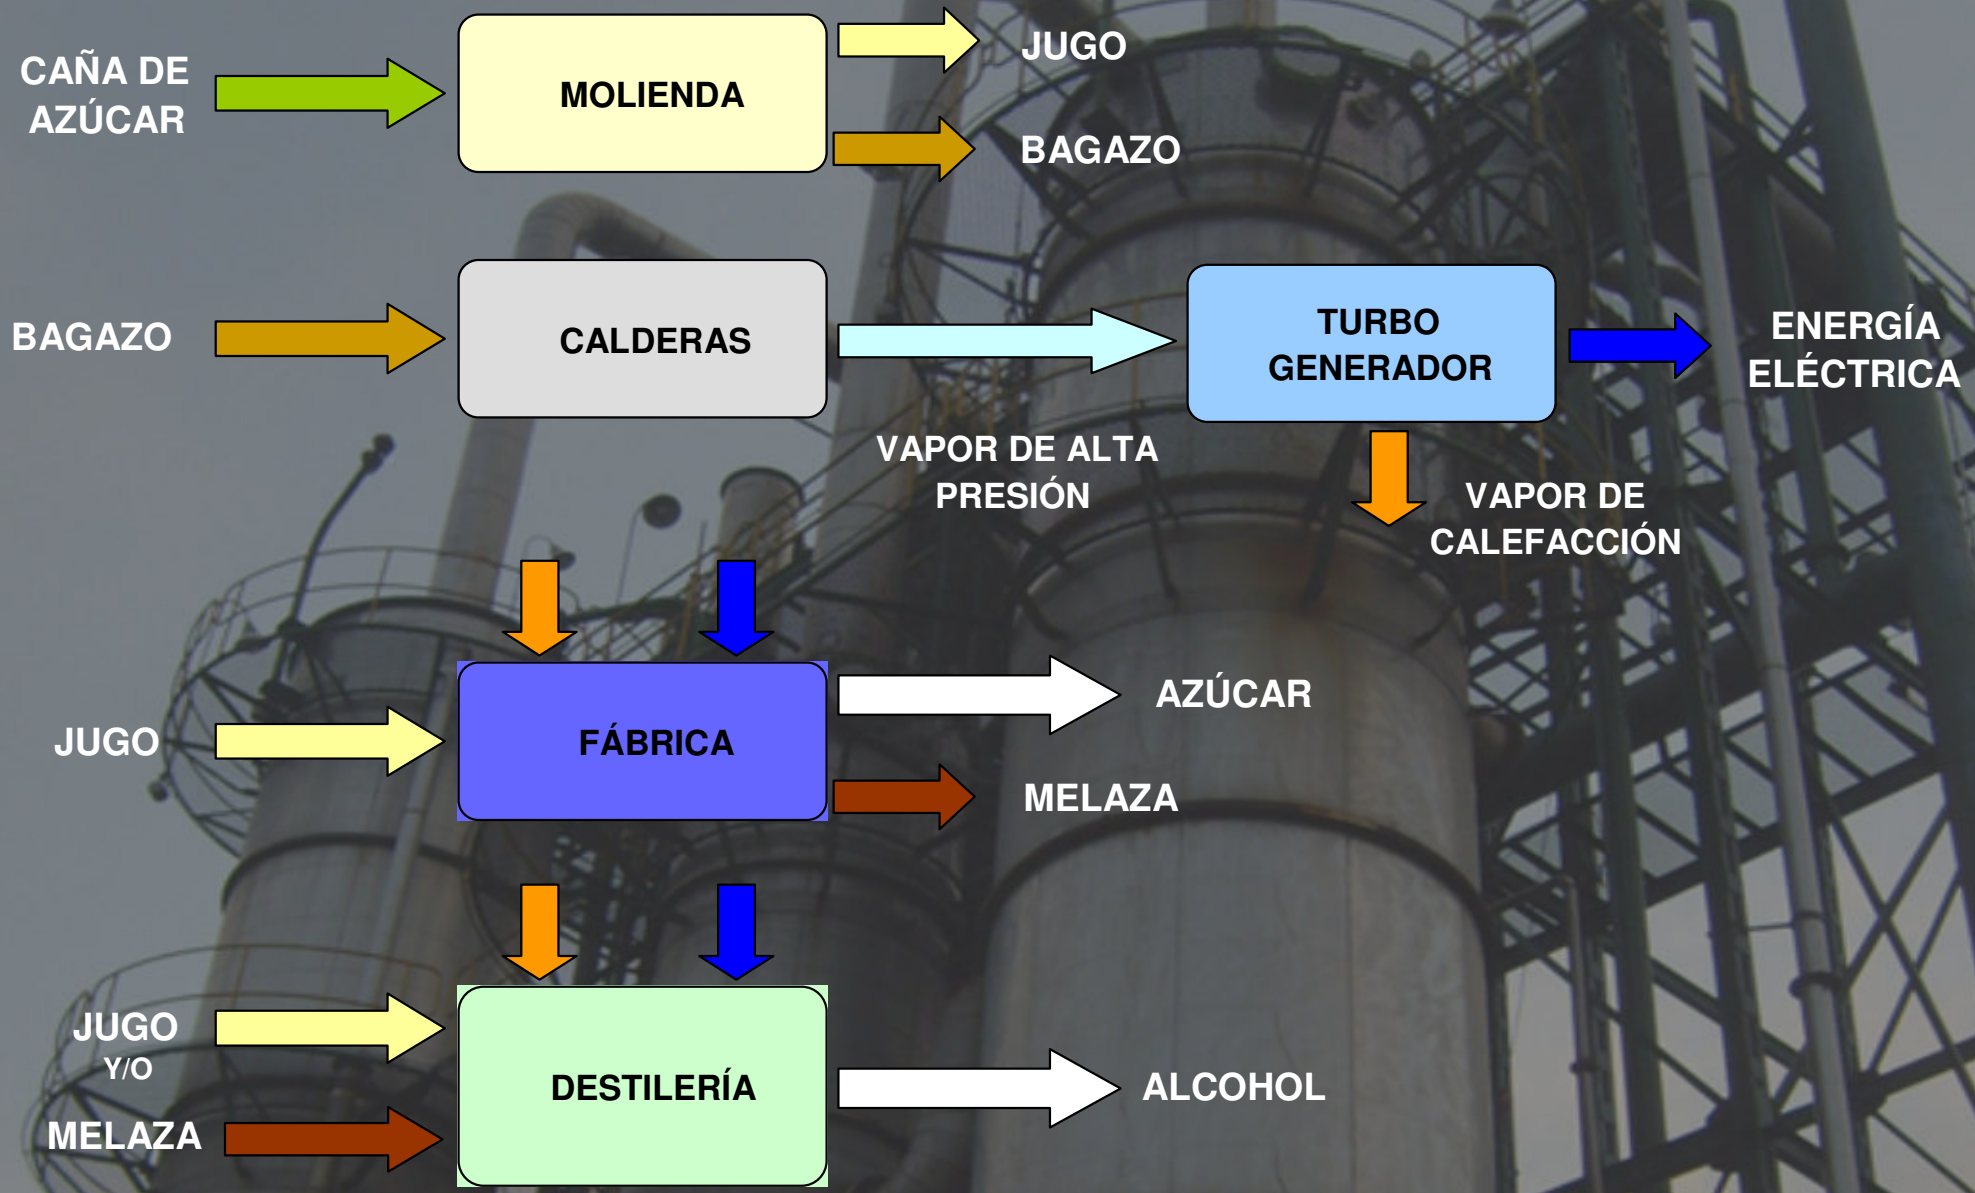 CAÑA DE
AZÚCAR
MOLIENDA
JUGO
BAGAZO
BAGAZO
CALDERAS
VAPOR DE ALTA
PRESIÓN
TURBO
GENERADOR
ENERGÍA
ELÉCTRICA
VAPOR DE
CALEFACCIÓN
JUGO
FÁBRICA
AZÚCAR
MELAZA
JUGO
Y/O
MELAZA
DESTILERÍA
ALCOHOL